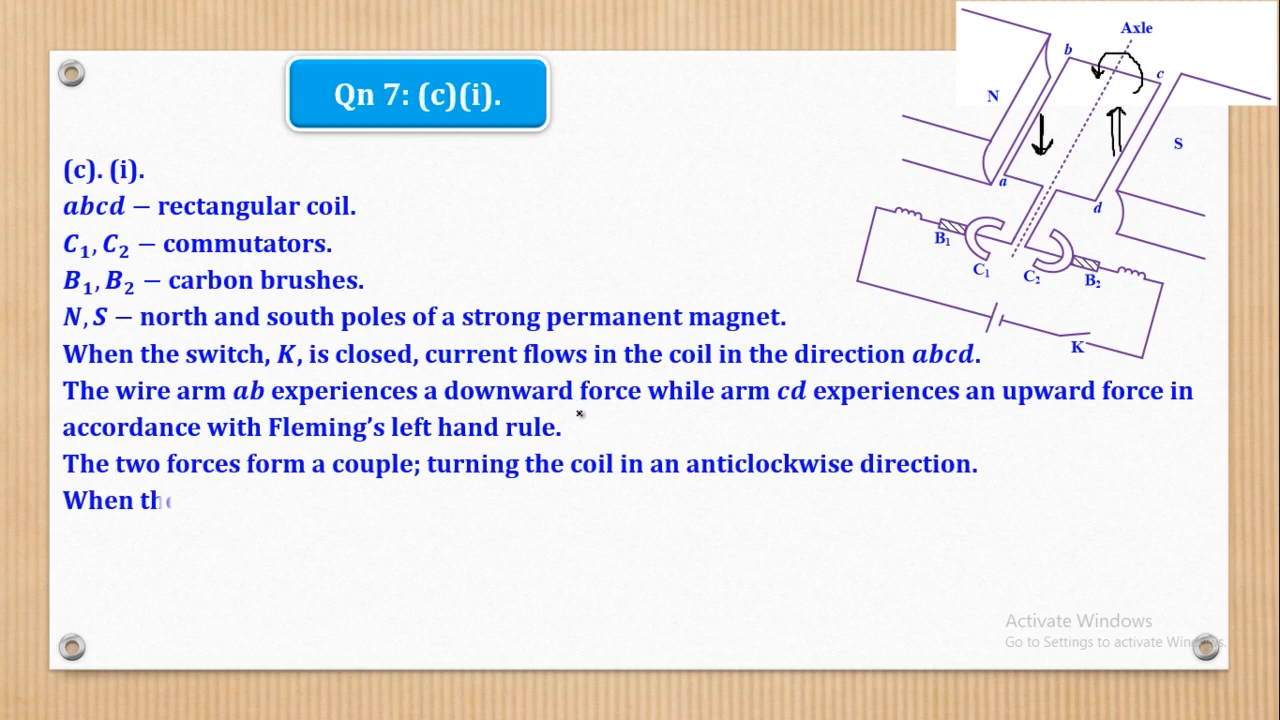 Qn 7: (c)(i).
(c). (i).
abcd – rectangular coil.
C₁, C₂ – commutators.
B₁, B₂ – carbon brushes.
N, S – north and south poles of a strong permanent magnet.
When the switch, K, is closed, current flows in the coil in the direction abcd.
The wire arm ab experiences a downward force while arm cd experiences an upward force in
accordance with Fleming's left hand rule.
The two forces form a couple; turning the coil in an anticlockwise direction.
When th
Axle
b
c
N
S
a
d
B₁
C₁
C₂
B₂
K
Activate Windows
Go to Settings to activate Windows.